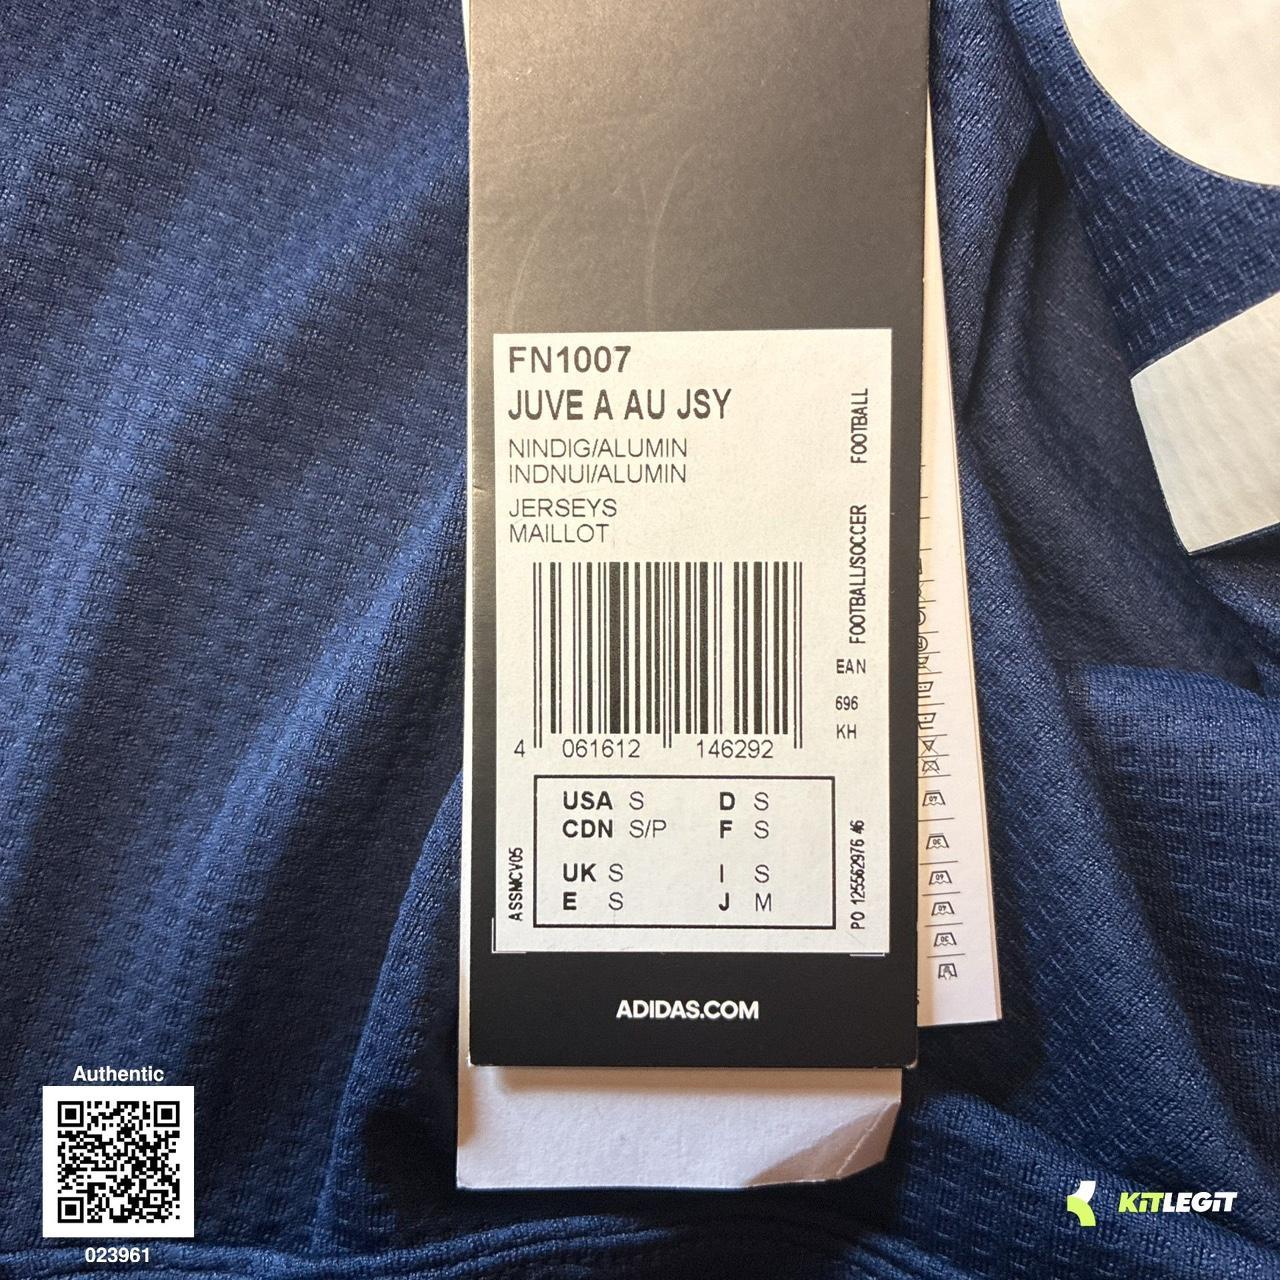 FN1007
JUVE A AU JSY
NINDIG/ALUMIN
INDNUI/ALUMIN
JERSEYS
MAILLOT
FOOTBALL
FOOTBALL/SOCCER
EAN
696
KH
4 061612 146292
USA S D S
CDN S/P F S
UK S I S
E S J M
ASSMCV05
PO 125562976 46
ADIDAS.COM
Authentic
023961
KiTLEGiT